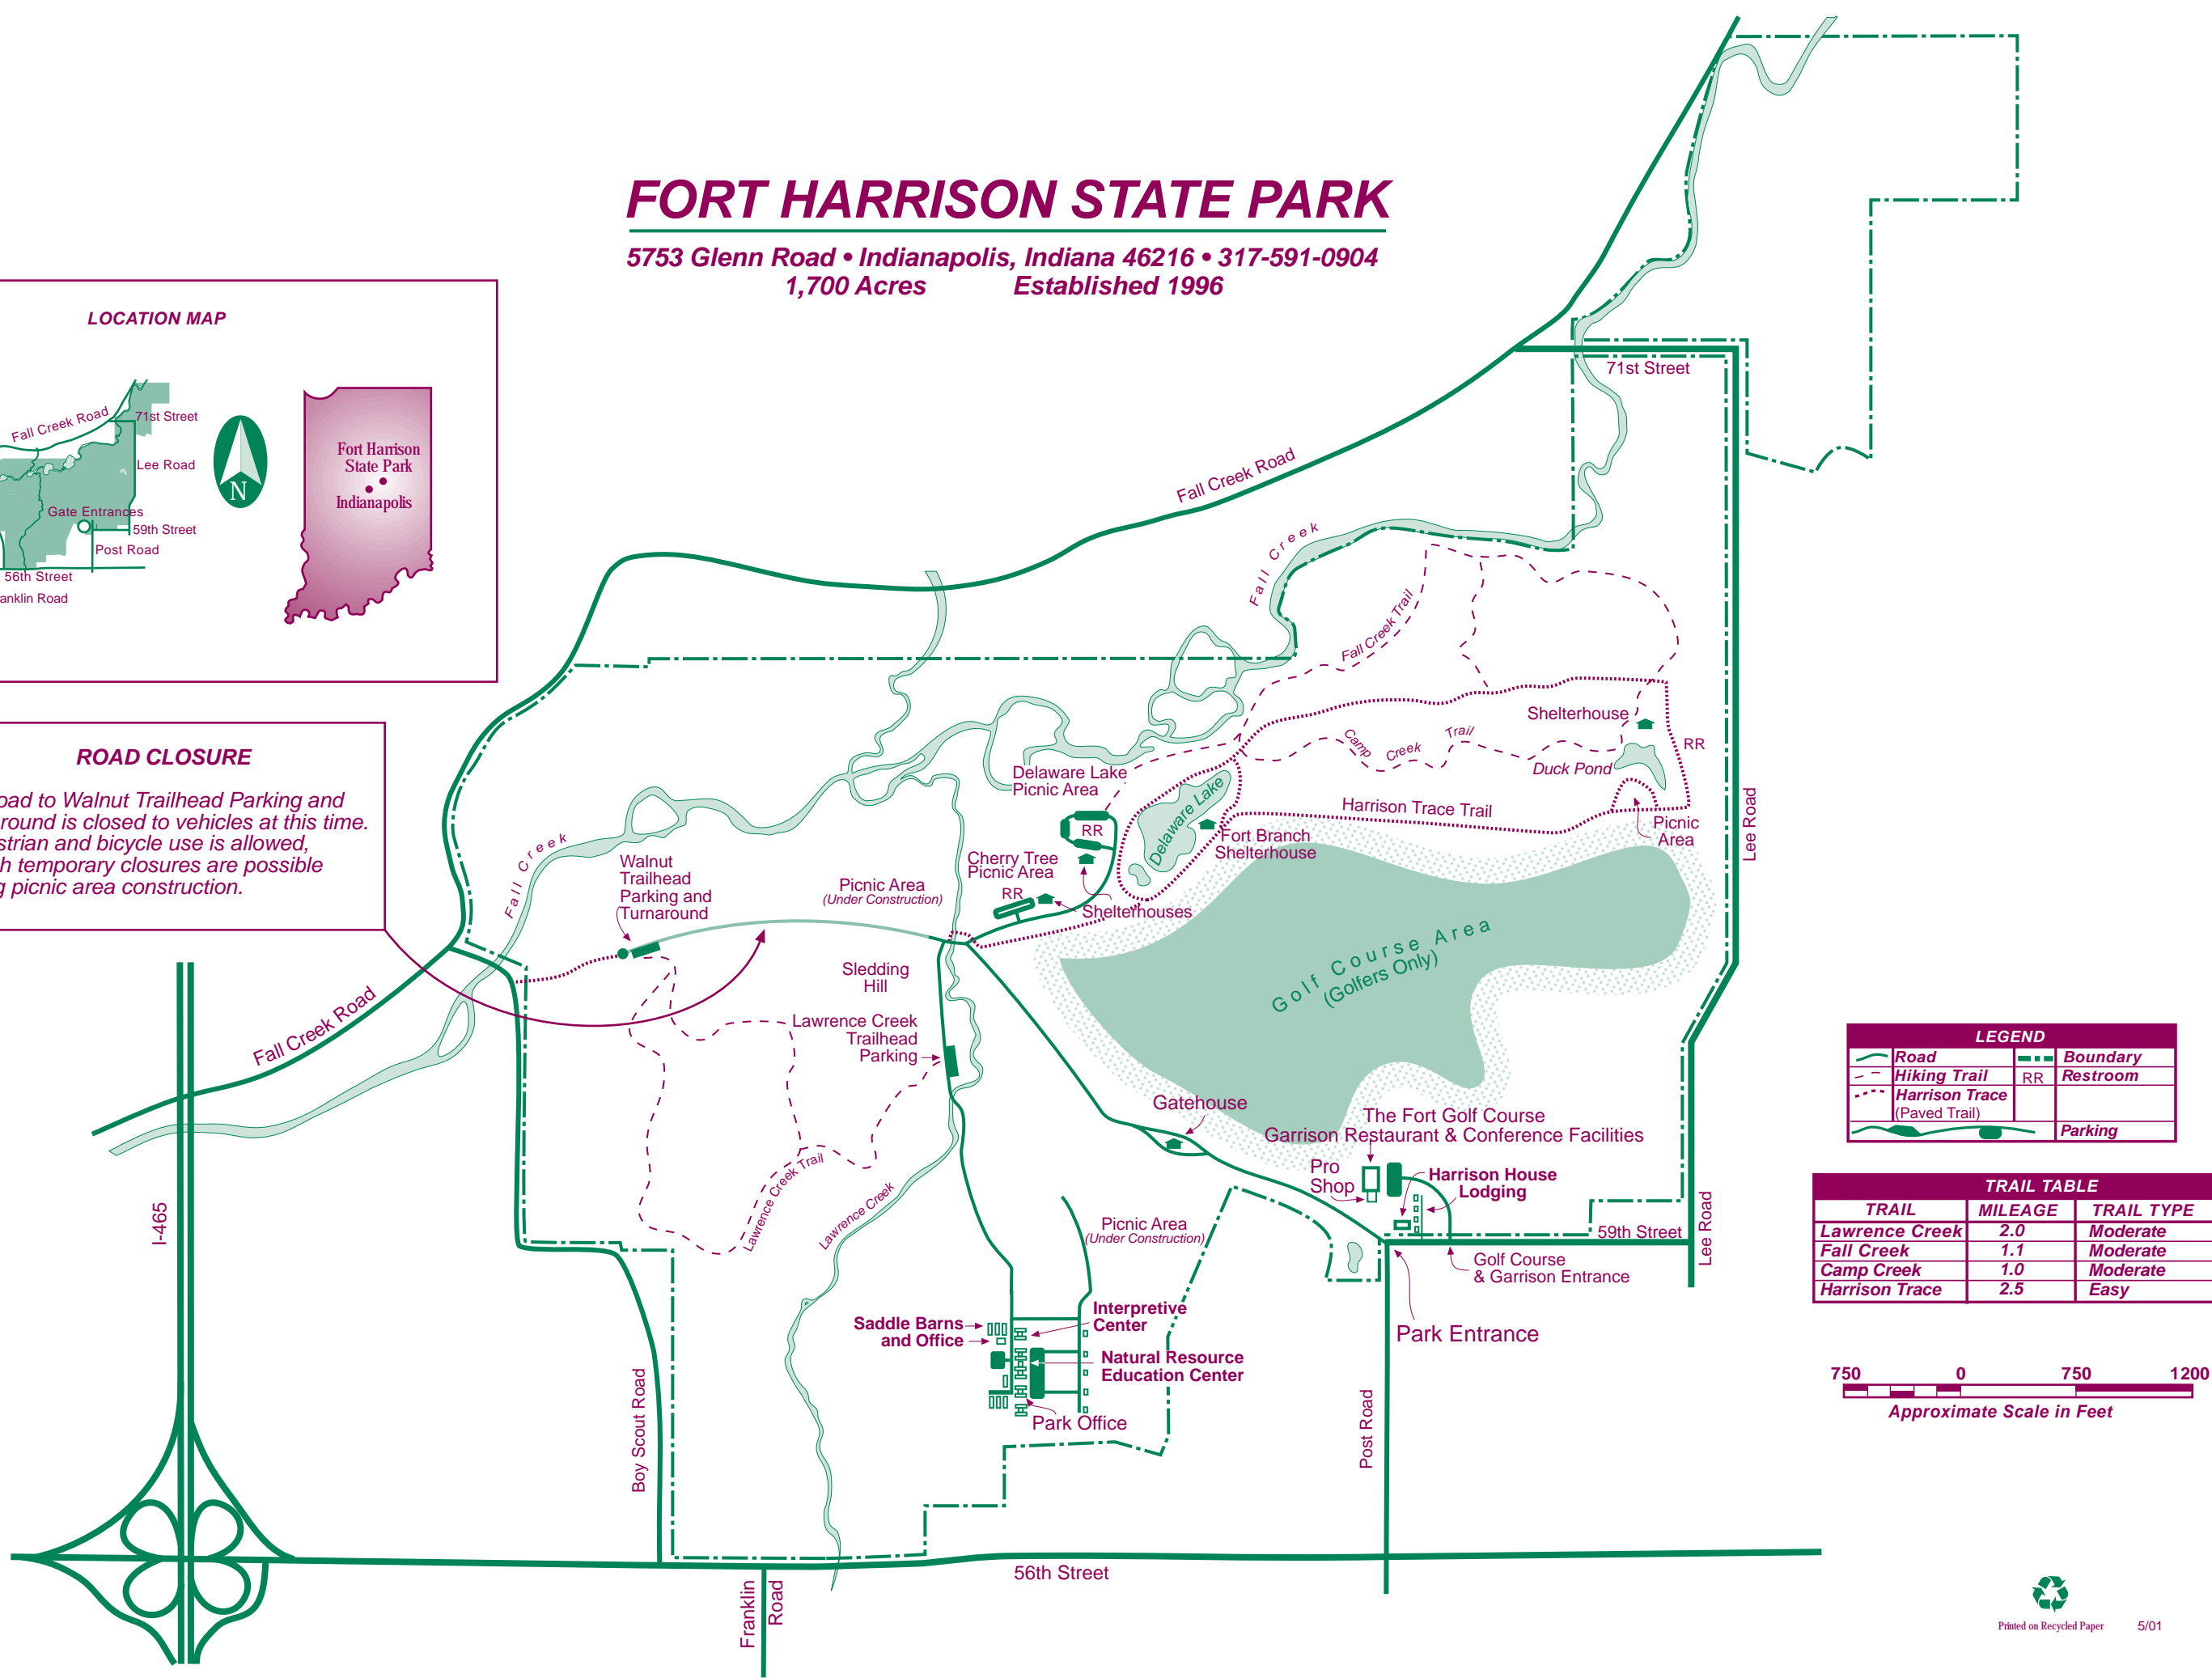 FORT HARRISON STATE PARK
5753 Glenn Road • Indianapolis, Indiana 46216 • 317-591-0904
1,700 Acres Established 1996
LOCATION MAP
Fall Creek Road
71st Street
Lee Road
Gate Entrances
59th Street
Post Road
56th Street
anklin Road
N
Fort Harrison
State Park
Indianapolis
ROAD CLOSURE
oad to Walnut Trailhead Parking and
round is closed to vehicles at this time.
strian and bicycle use is allowed,
h temporary closures are possible
g picnic area construction.
71st Street
Fall Creek Road
Fall Creek
Fall Creek Trail
Shelterhouse
RR
Camp Creek Trail
Duck Pond
Delaware Lake
Picnic Area
Delaware Lake
Harrison Trace Trail
Picnic
Area
Lee Road
RR
Fort Branch
Shelterhouse
Cherry Tree
Picnic Area
RR
Shelterhouses
Fall Creek
Walnut
Trailhead
Parking and
Turnaround
Picnic Area
(Under Construction)
Golf Course Area
(Golfers Only)
Sledding
Hill
Fall Creek Road
Lawrence Creek
Trailhead
Parking
Gatehouse
The Fort Golf Course
Garrison Restaurant & Conference Facilities
Pro
Shop
Harrison House
Lodging
Lawrence Creek Trail
Lawrence Creek
I-465
Picnic Area
(Under Construction)
59th Street
Lee Road
Golf Course
& Garrison Entrance
Park Entrance
Saddle Barns
and Office
Interpretive
Center
Natural Resource
Education Center
Park Office
Boy Scout Road
Post Road
56th Street
Franklin
Road
LEGEND
Road
Boundary
Hiking Trail
RR
Restroom
Harrison Trace
(Paved Trail)
Parking
TRAIL TABLE
TRAIL MILEAGE TRAIL TYPE
Lawrence Creek 2.0 Moderate
Fall Creek 1.1 Moderate
Camp Creek 1.0 Moderate
Harrison Trace 2.5 Easy
750 0 750 1200
Approximate Scale in Feet
Printed on Recycled Paper 5/01